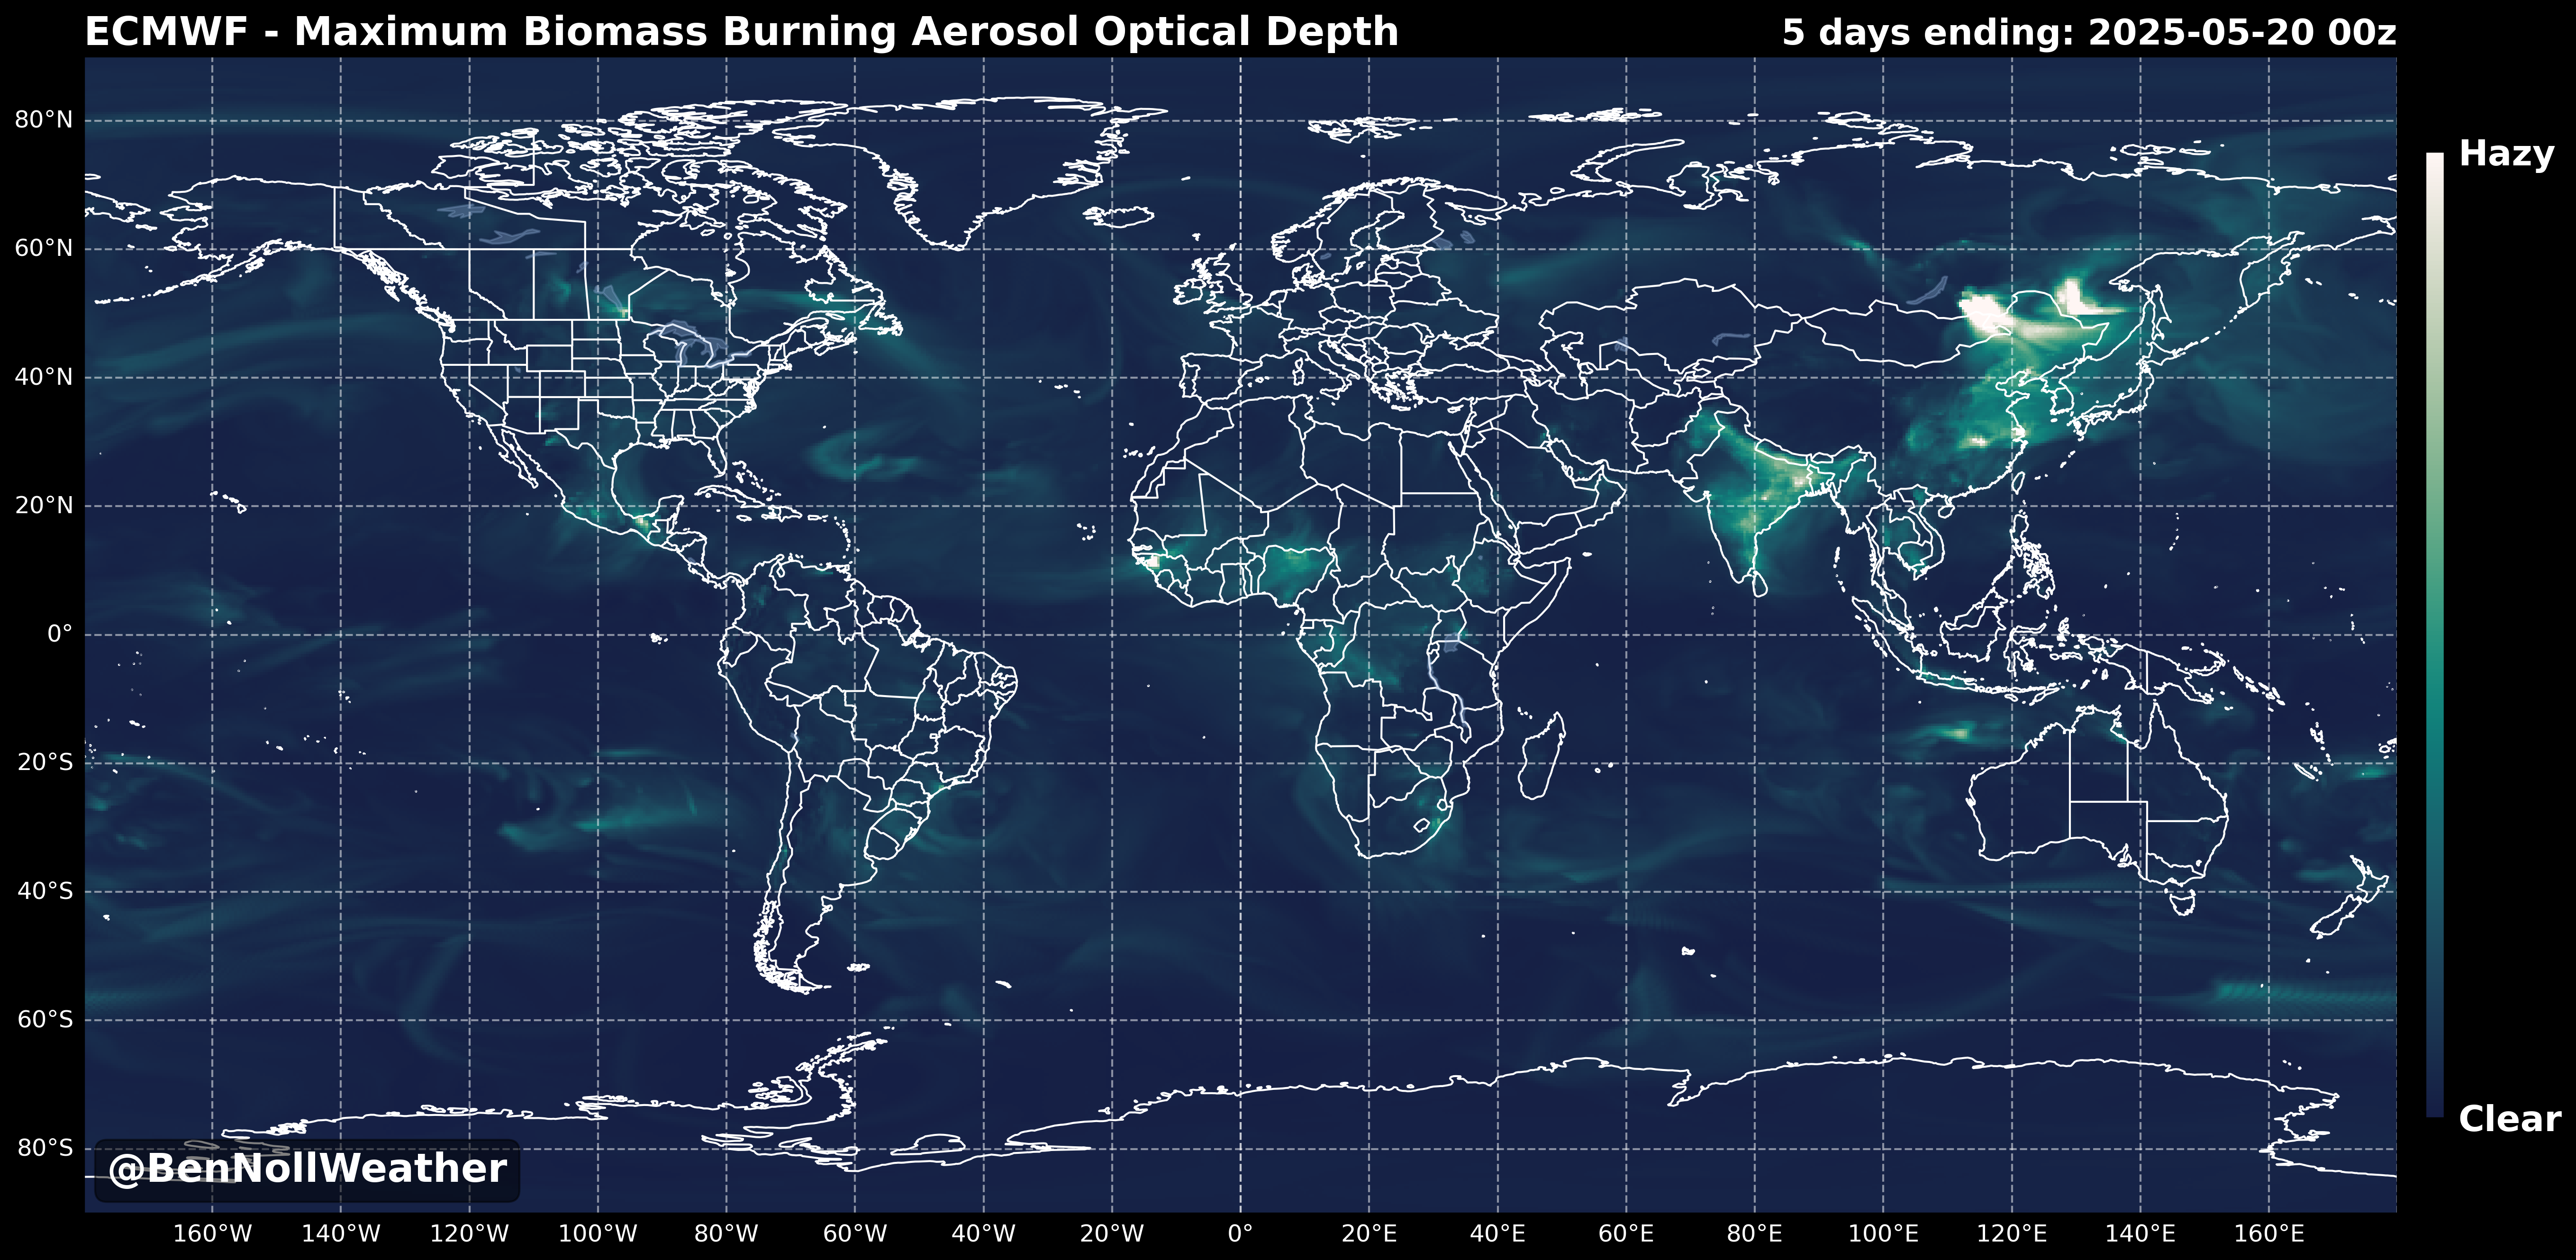 ECMWF - Maximum Biomass Burning Aerosol Optical Depth
5 days ending: 2025-05-20 00z
80°N
60°N
40°N
20°N
0°
20°S
40°S
60°S
80°S
Hazy
Clear
@BenNollWeather
160°W 140°W 120°W 100°W 80°W 60°W 40°W 20°W 0° 20°E 40°E 60°E 80°E 100°E 120°E 140°E 160°E